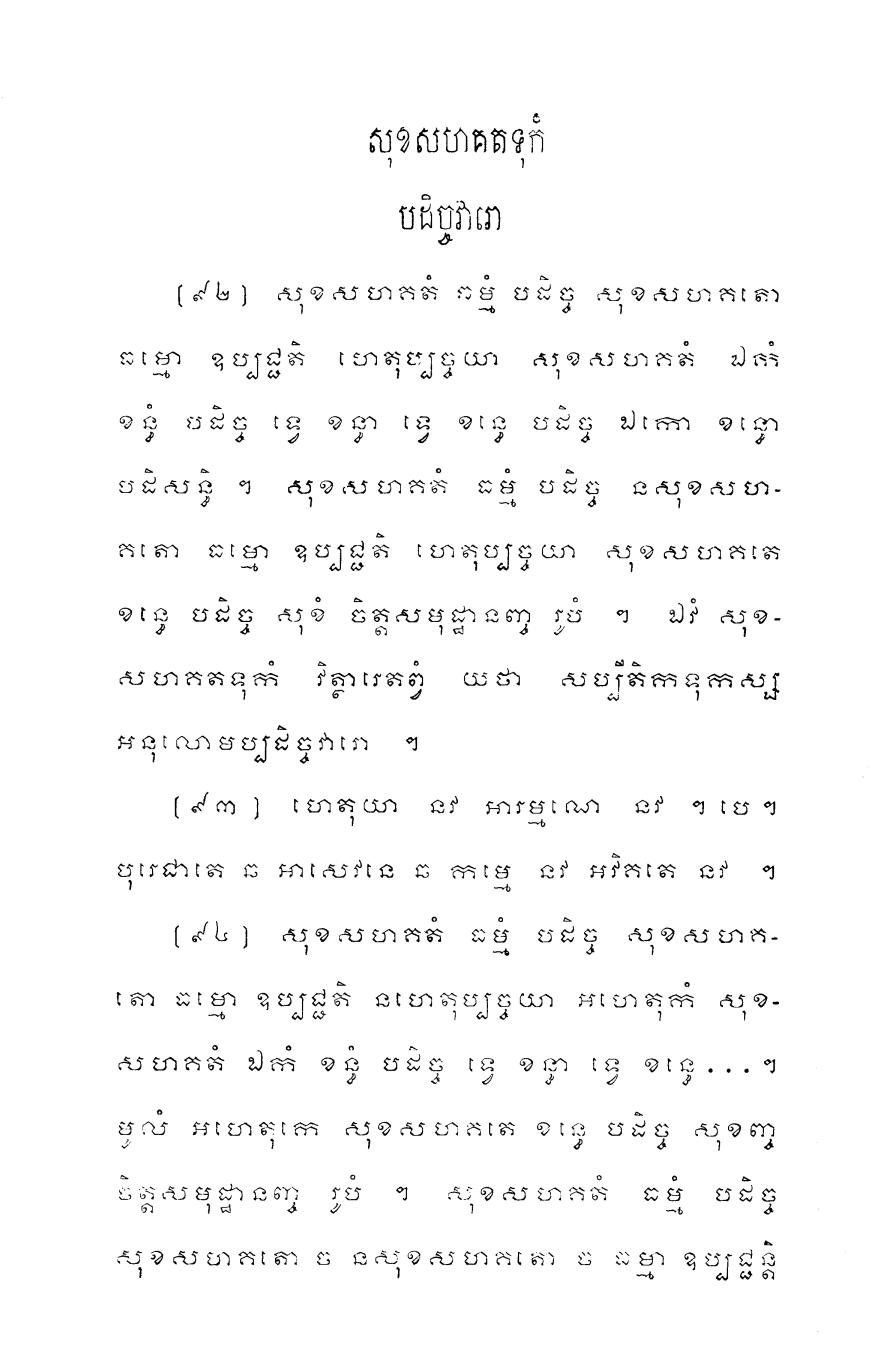 សុខសហគតទុកំ
បដិច្ចវារោ
(៩២) សុខសហគតំ ធម្មំ បដិច្ច សុខសហគតោ
ធម្មោ ឧប្បជ្ជតិ ហេតុប្បច្ចយា សុខសហគតំ ឯកំ
ខន្ធំ បដិច្ច ទ្វេ ខន្ធា ទ្វេ ខន្ធេ បដិច្ច ឯកោ ខន្ធោ
បដិសន្ធិ ។ សុខសហគតំ ធម្មំ បដិច្ច នសុខសហ-
គតោ ធម្មោ ឧប្បជ្ជតិ ហេតុប្បច្ចយា សុខសហគតេ
ខន្ធេ បដិច្ច សុខំ ចិត្តសមុដ្ឋានញ្ច រូបំ ។ ឯវំ សុខ-
សហគតទុកំ វិត្ថារេតព្វំ យថា សប្បីតិកទុកស្ស
អនុលោមប្បដិច្ចវារោ ។
(៩៣) ហេតុយា នវ អារម្មណេ នវ ។ បេ ។
បុរេជាតេ ឆ អាសេវនេ ឆ កម្មេ នវ អវិគតេ នវ ។
(៩៤) សុខសហគតំ ធម្មំ បដិច្ច សុខសហគ-
តោ ធម្មោ ឧប្បជ្ជតិ នហេតុប្បច្ចយា អហេតុកំ សុខ-
សហគតំ ឯកំ ខន្ធំ បដិច្ច ទ្វេ ខន្ធា ទ្វេ ខន្ធេ...។
មូលំ អហេតុកេ សុខសហគតេ ខន្ធេ បដិច្ច សុខញ្ច
ចិត្តសមុដ្ឋានញ្ច រូបំ ។ សុខសហគតំ ធម្មំ បដិច្ច
សុខសហគតោ ច នសុខសហគតោ ច ធម្មា ឧប្បជ្ជន្តិ